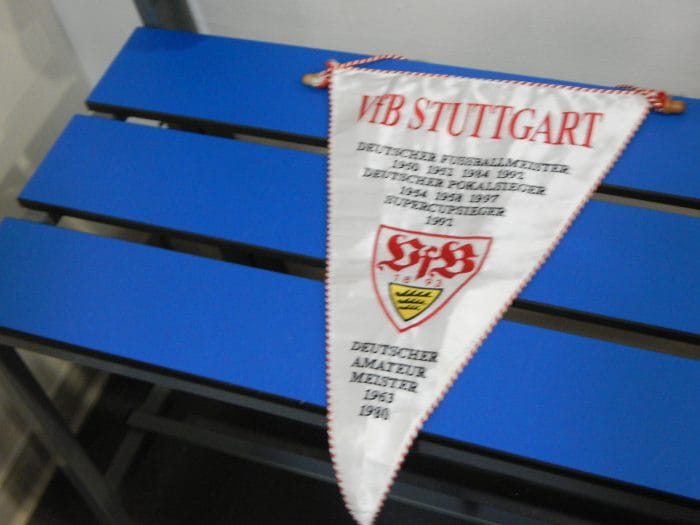 VfB STUTTGART
DEUTSCHER FUSSBALLMEISTER
1950 1952 1984 1992
DEUTSCHER POKALSIEGER
1954 1958 1997
SUPERCUPSIEGER
1992
VfB
1893
DEUTSCHER
AMATEUR
MEISTER
1963
1980